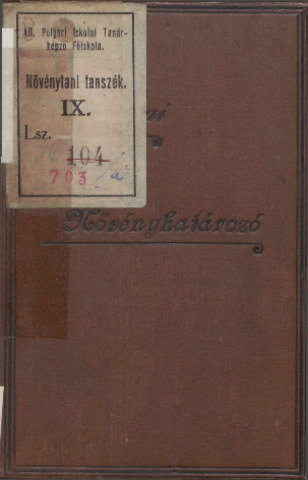 Áll. Polgári Iskolai Tanár-
képző Főiskola.
Növénytani tanszék.
IX.
L.sz.
104
703
Növényhatározó